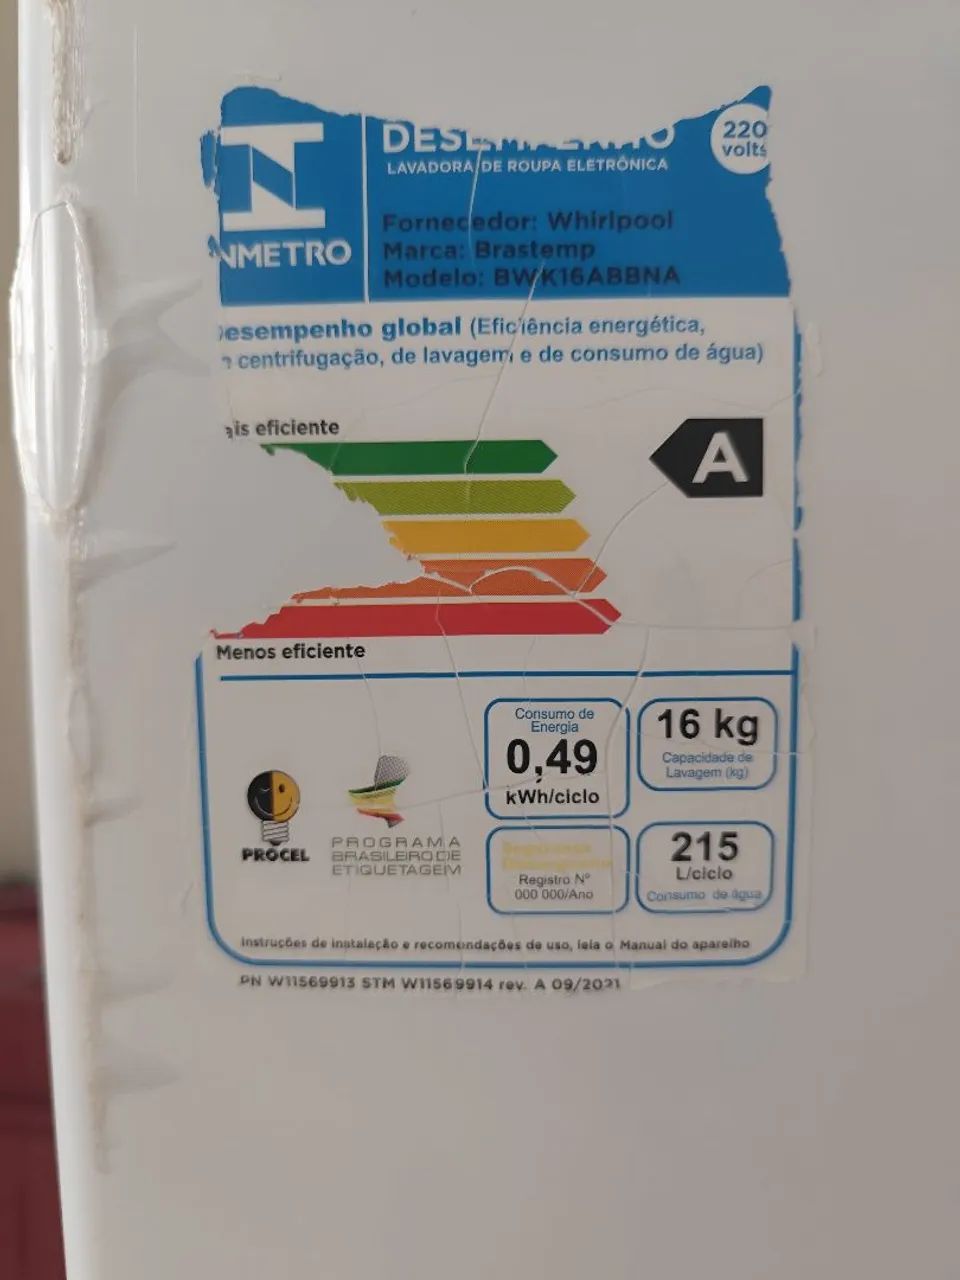 DESEMPENHO
220
volts
LAVADORA DE ROUPA ELETRÔNICA
NMETRO
Fornecedor: Whirlpool
Marca: Brastemp
Modelo: BWK16ABBNA
esempenho global (Eficiência energética,
centrifugação, de lavagem e de consumo de água)
ais eficiente
A
Menos eficiente
Consumo de
Energia
0,49
kWh/ciclo
16 kg
Capacidade de
Lavagem (kg)
PROCEL
PROGRAMA
BRASILEIRO DE
ETIQUETAGEM
Registro Nº
000 000/Ano
215
L/ciclo
Consumo de água
Instruções de instalação e recomendações de uso, leia o Manual do aparelho
PN W11569913 STM W11569914 rev. A 09/2021